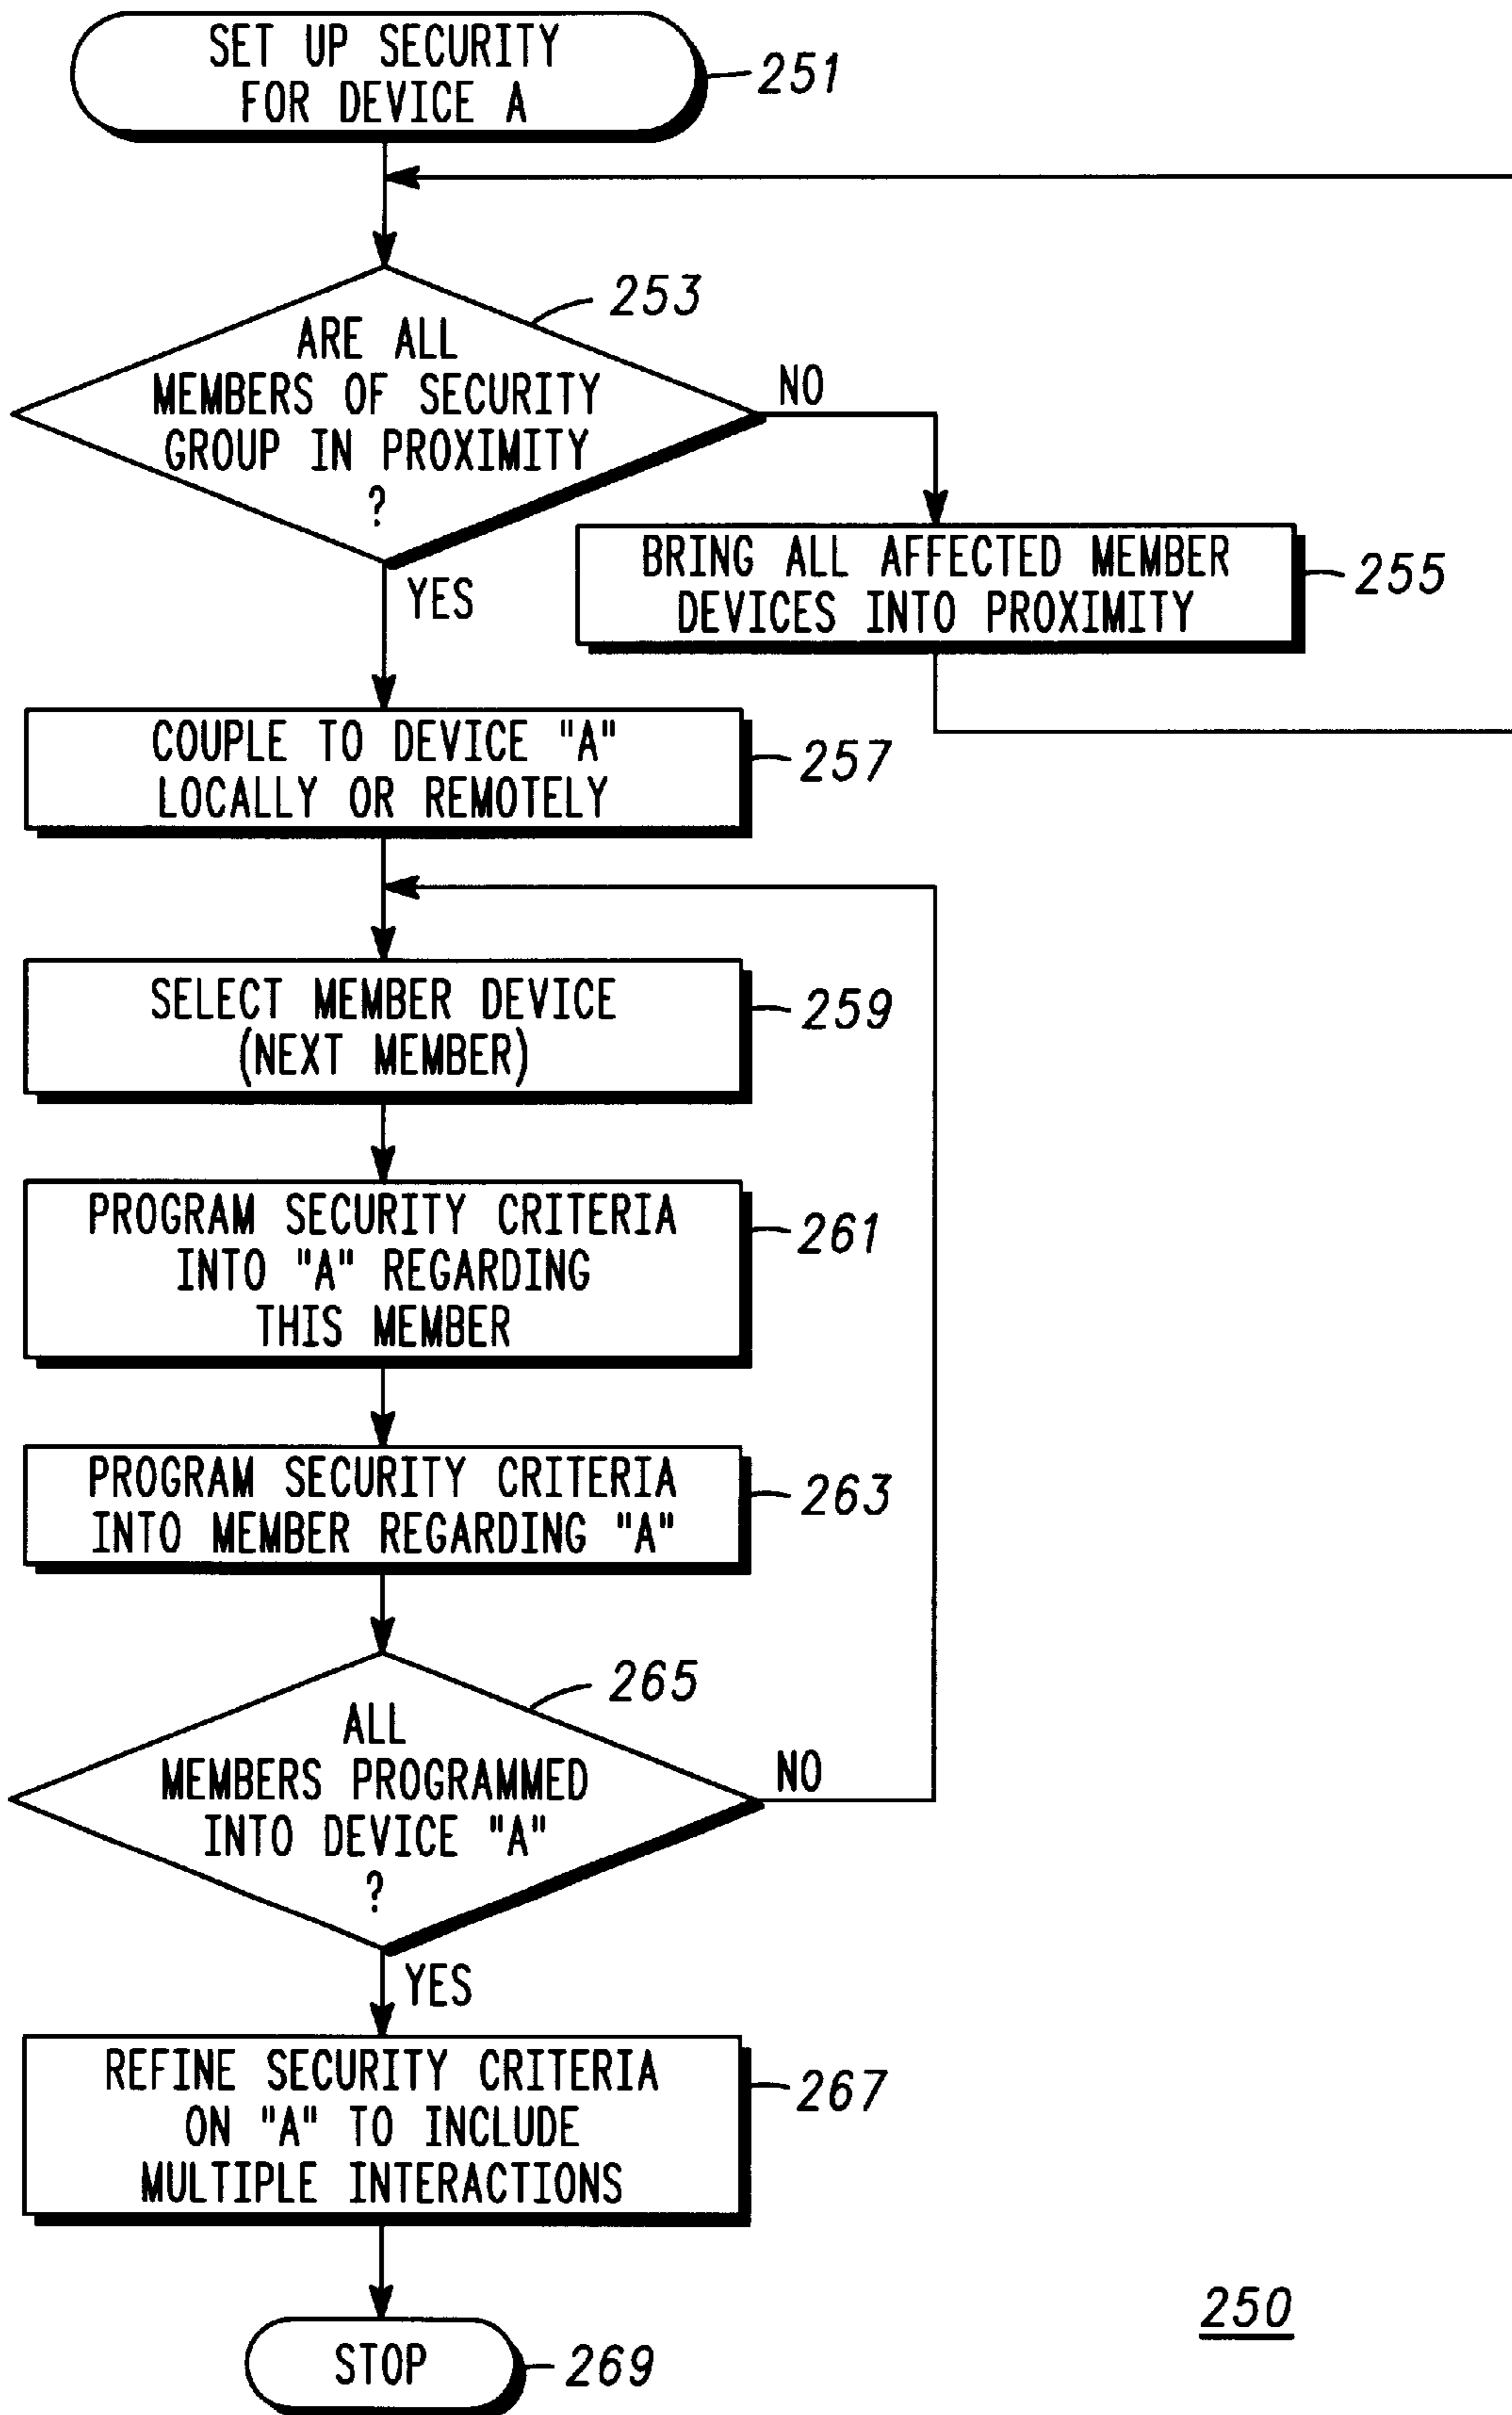 SET UP SECURITY
FOR DEVICE A
251
253
ARE ALL
MEMBERS OF SECURITY
GROUP IN PROXIMITY
?
NO
YES
BRING ALL AFFECTED MEMBER
DEVICES INTO PROXIMITY
255
COUPLE TO DEVICE "A"
LOCALLY OR REMOTELY
257
SELECT MEMBER DEVICE
(NEXT MEMBER)
259
PROGRAM SECURITY CRITERIA
INTO "A" REGARDING
THIS MEMBER
261
PROGRAM SECURITY CRITERIA
INTO MEMBER REGARDING "A"
263
265
ALL
MEMBERS PROGRAMMED
INTO DEVICE "A"
?
NO
YES
REFINE SECURITY CRITERIA
ON "A" TO INCLUDE
MULTIPLE INTERACTIONS
267
STOP
269
250